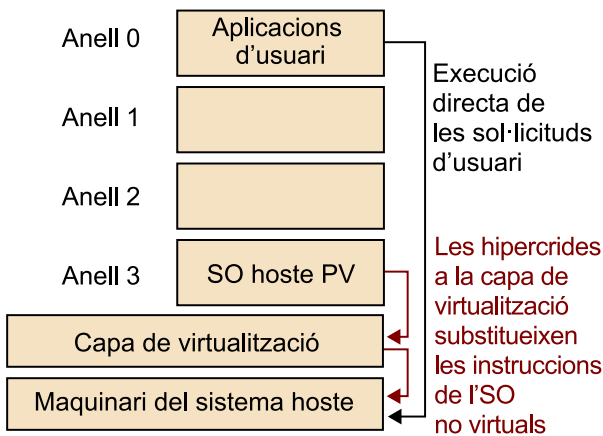 Anell 0
Aplicacions
d'usuari
Execució
directa de
les sol·licituds
d'usuari
Anell 1
Anell 2
Anell 3
SO hoste PV
Les hipercrides
a la capa de
virtualització
substitueixen
les instruccions
de l'SO
no virtuals
Capa de virtualització
Maquinari del sistema hoste